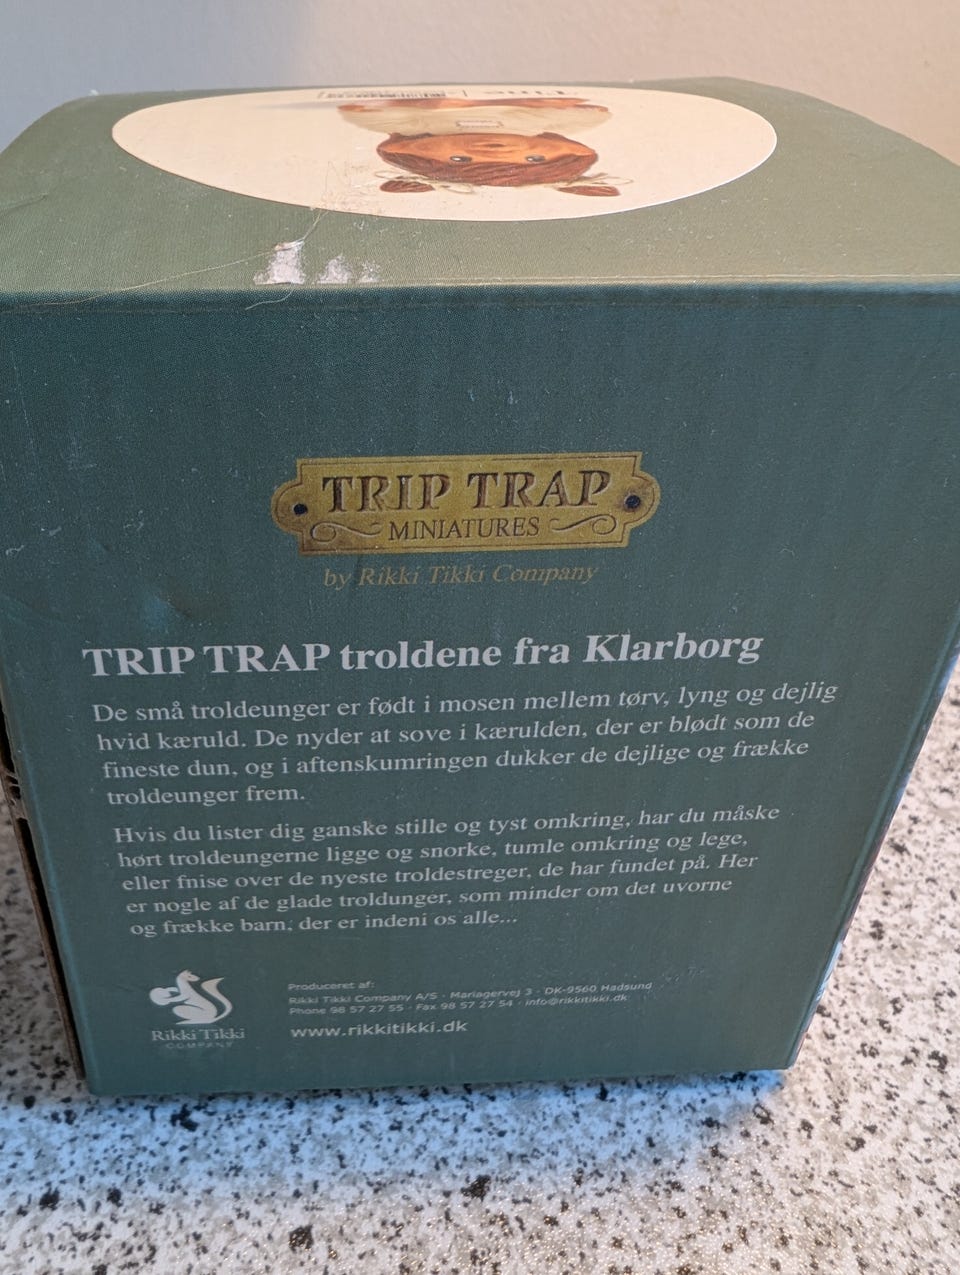 TRIP TRAP
MINIATURES
by Rikki Tikki Company
TRIP TRAP troldene fra Klarborg
De små troldeunger er født i mosen mellem tørv, lyng og dejlig
hvid kæruld. De nyder at sove i kærulden, der er blødt som de
fineste dun, og i aftenskumringen dukker de dejlige og frække
troldeunger frem.
Hvis du lister dig ganske stille og tyst omkring, har du måske
hørt troldeungerne ligge og snorke, tumle omkring og lege,
eller fnise over de nyeste troldestreger, de har fundet på. Her
er nogle af de glade troldunger, som minder om det uvorne
og frække barn, der er indeni os alle...
Rikki Tikki
COMPANY
Produceret af:
Rikki Tikki Company A/S · Mariagervej 3 · DK-9560 Hadsund
Phone 98 57 27 55 · Fax 98 57 27 54 · info@rikkitikki.dk
www.rikkitikki.dk